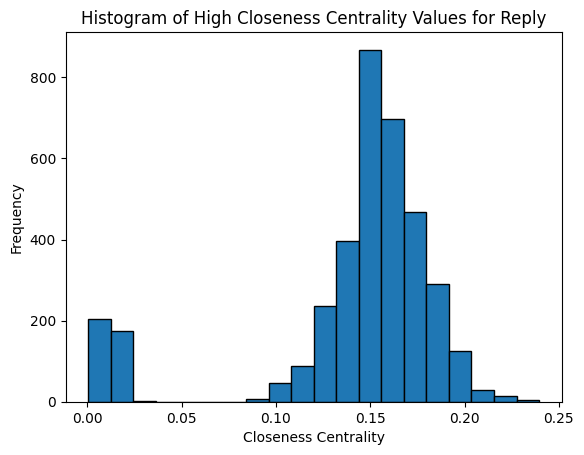 Histogram of High Closeness Centrality Values for Reply
Frequency
800
600
400
200
0
0.00 0.05 0.10 0.15 0.20 0.25
Closeness Centrality